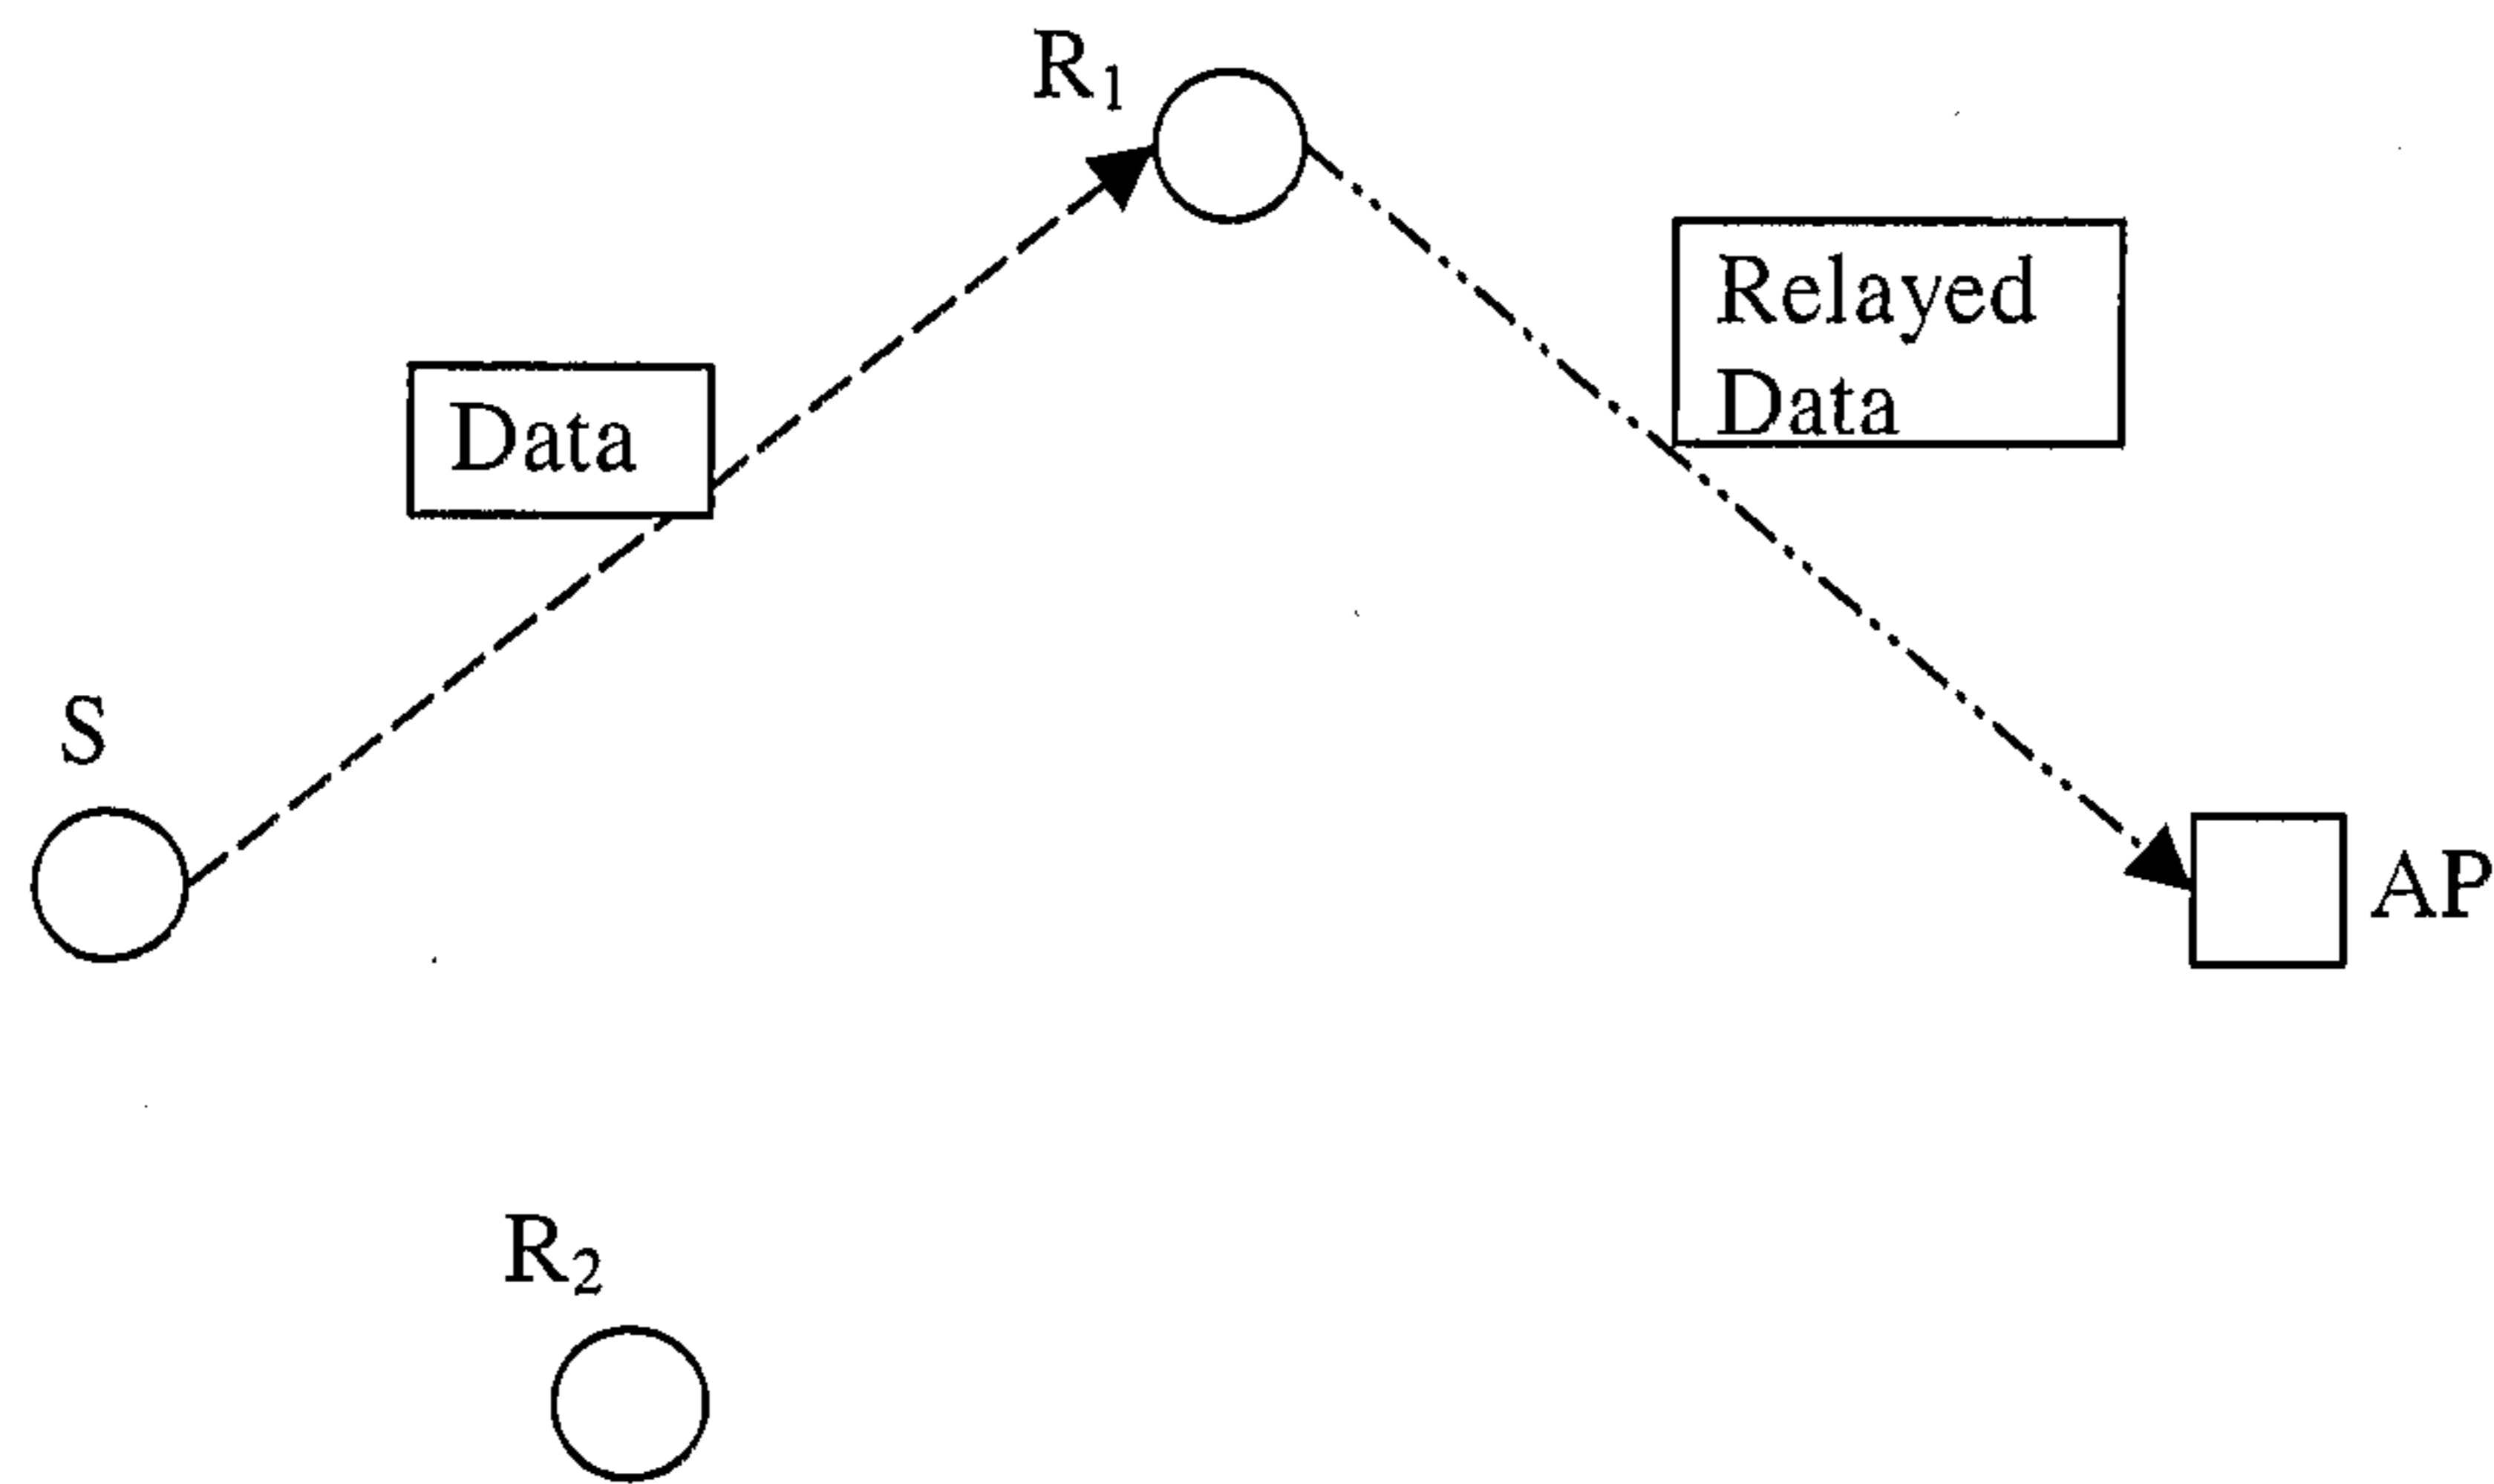 R₁
Relayed
Data
Data
S
AP
R₂